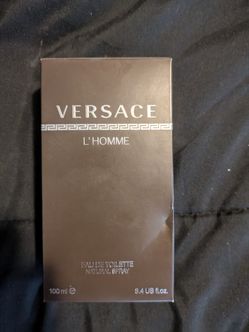 VERSACE
L'HOMME
EAU DE TOILETTE
NATURAL SPRAY
100 ml ℮ 3.4 US fl. oz.